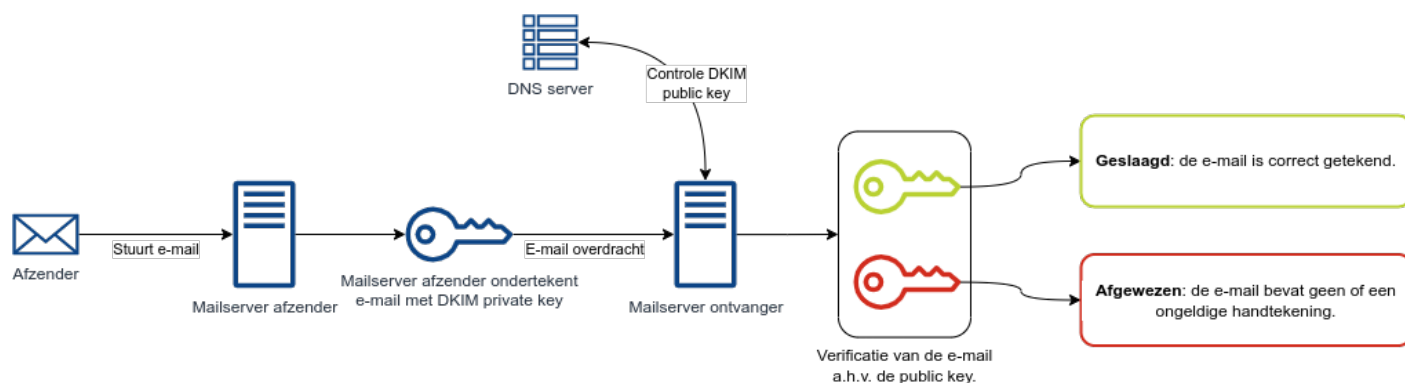 DNS server
Controle DKIM
public key
Afzender
Stuurt e-mail
Mailserver afzender
Mailserver afzender ondertekent
e-mail met DKIM private key
E-mail overdracht
Mailserver ontvanger
Verificatie van de e-mail
a.h.v. de public key.
Geslaagd: de e-mail is correct getekend.
Afgewezen: de e-mail bevat geen of een
ongeldige handtekening.